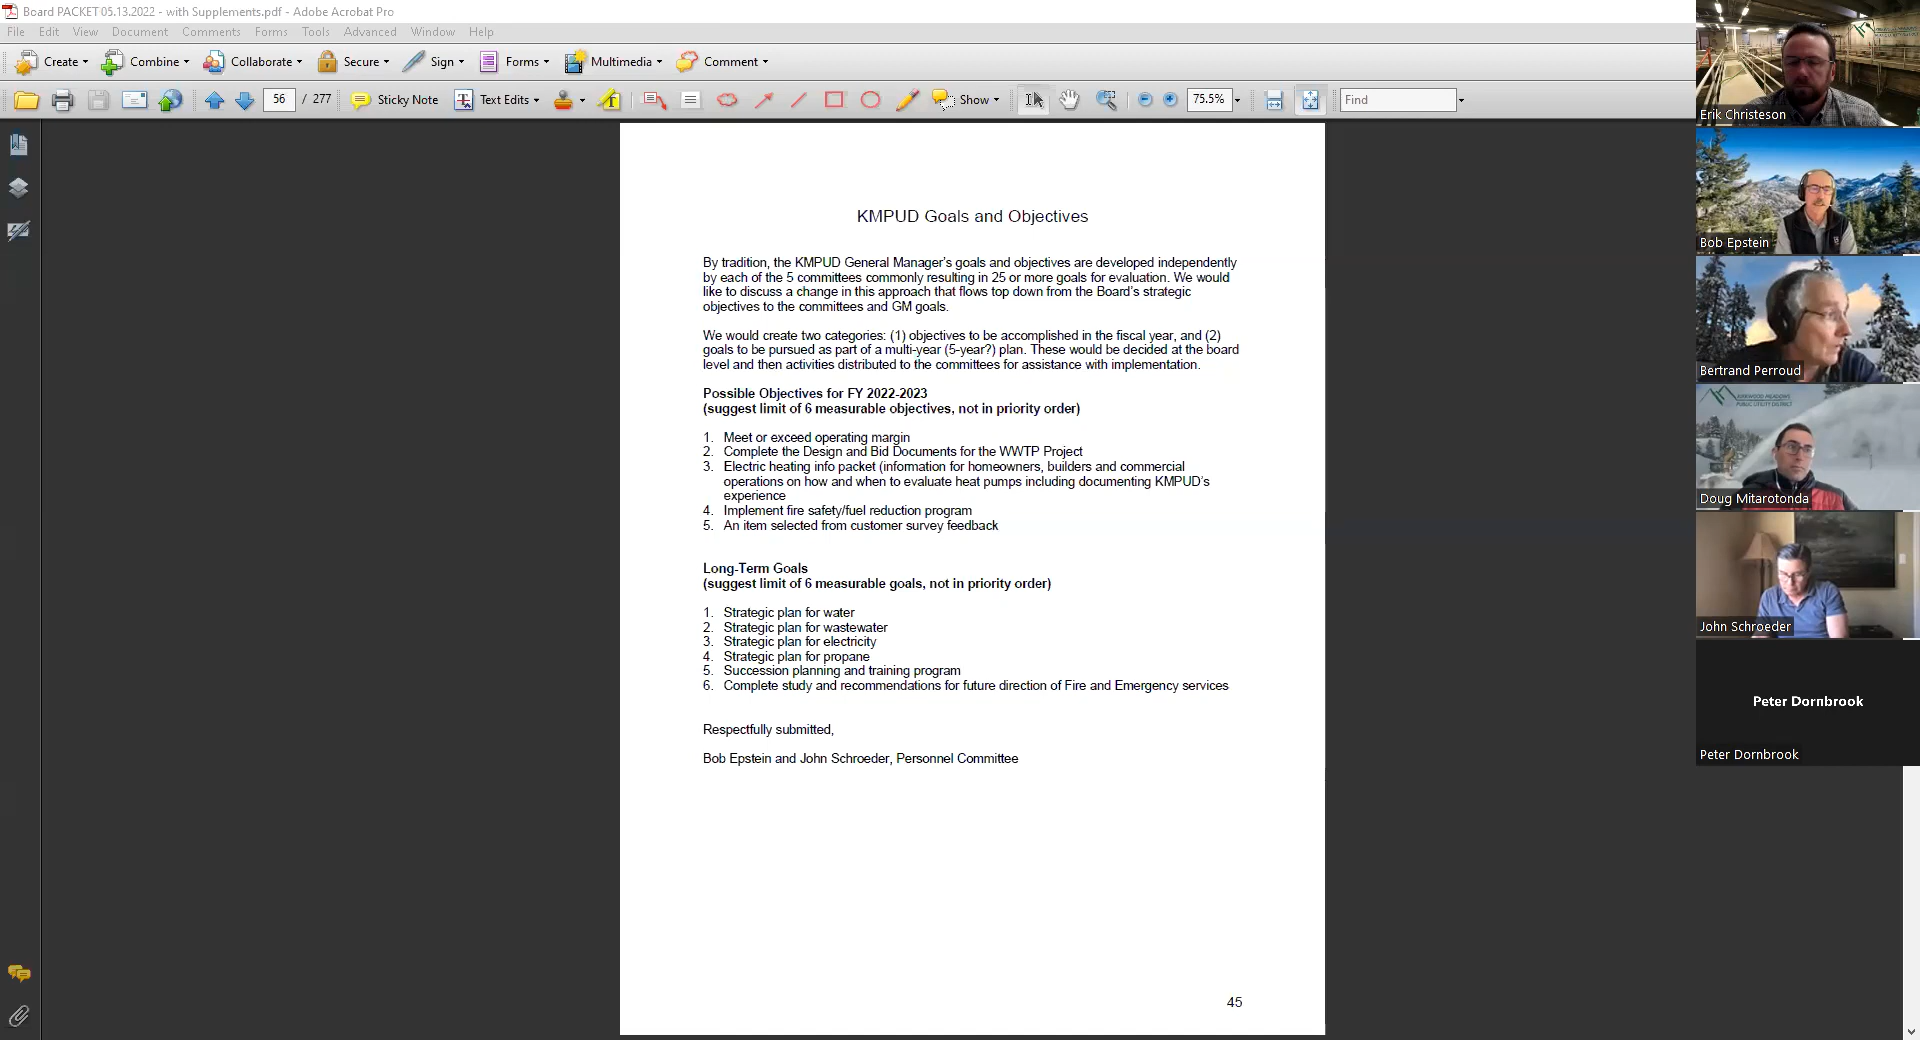 Board PACKET 05.13.2022 - with Supplements.pdf - Adobe Acrobat Pro
File Edit View Document Comments Forms Tools Advanced Window Help
Create Combine Collaborate Secure Sign Forms Multimedia Comment
56 / 277 Sticky Note Text Edits Show 75.5% Find
KMPUD Goals and Objectives
By tradition, the KMPUD General Manager's goals and objectives are developed independently
by each of the 5 committees commonly resulting in 25 or more goals for evaluation. We would
like to discuss a change in this approach that flows top down from the Board's strategic
objectives to the committees and GM goals.
We would create two categories: (1) objectives to be accomplished in the fiscal year, and (2)
goals to be pursued as part of a multi-year (5-year?) plan. These would be decided at the board
level and then activities distributed to the committees for assistance with implementation.
Possible Objectives for FY 2022-2023
(suggest limit of 6 measurable objectives, not in priority order)
1. Meet or exceed operating margin
2. Complete the Design and Bid Documents for the WWTP Project
3. Electric heating info packet (information for homeowners, builders and commercial
operations on how and when to evaluate heat pumps including documenting KMPUD's
experience
4. Implement fire safety/fuel reduction program
5. An item selected from customer survey feedback
Long-Term Goals
(suggest limit of 6 measurable goals, not in priority order)
1. Strategic plan for water
2. Strategic plan for wastewater
3. Strategic plan for electricity
4. Strategic plan for propane
5. Succession planning and training program
6. Complete study and recommendations for future direction of Fire and Emergency services
Respectfully submitted,
Bob Epstein and John Schroeder, Personnel Committee
45
Erik Christeson
Bob Epstein
Bertrand Perroud
KIRKWOOD MEADOWS
PUBLIC UTILITY DISTRICT
Doug Mitarotonda
John Schroeder
Peter Dornbrook
Peter Dornbrook